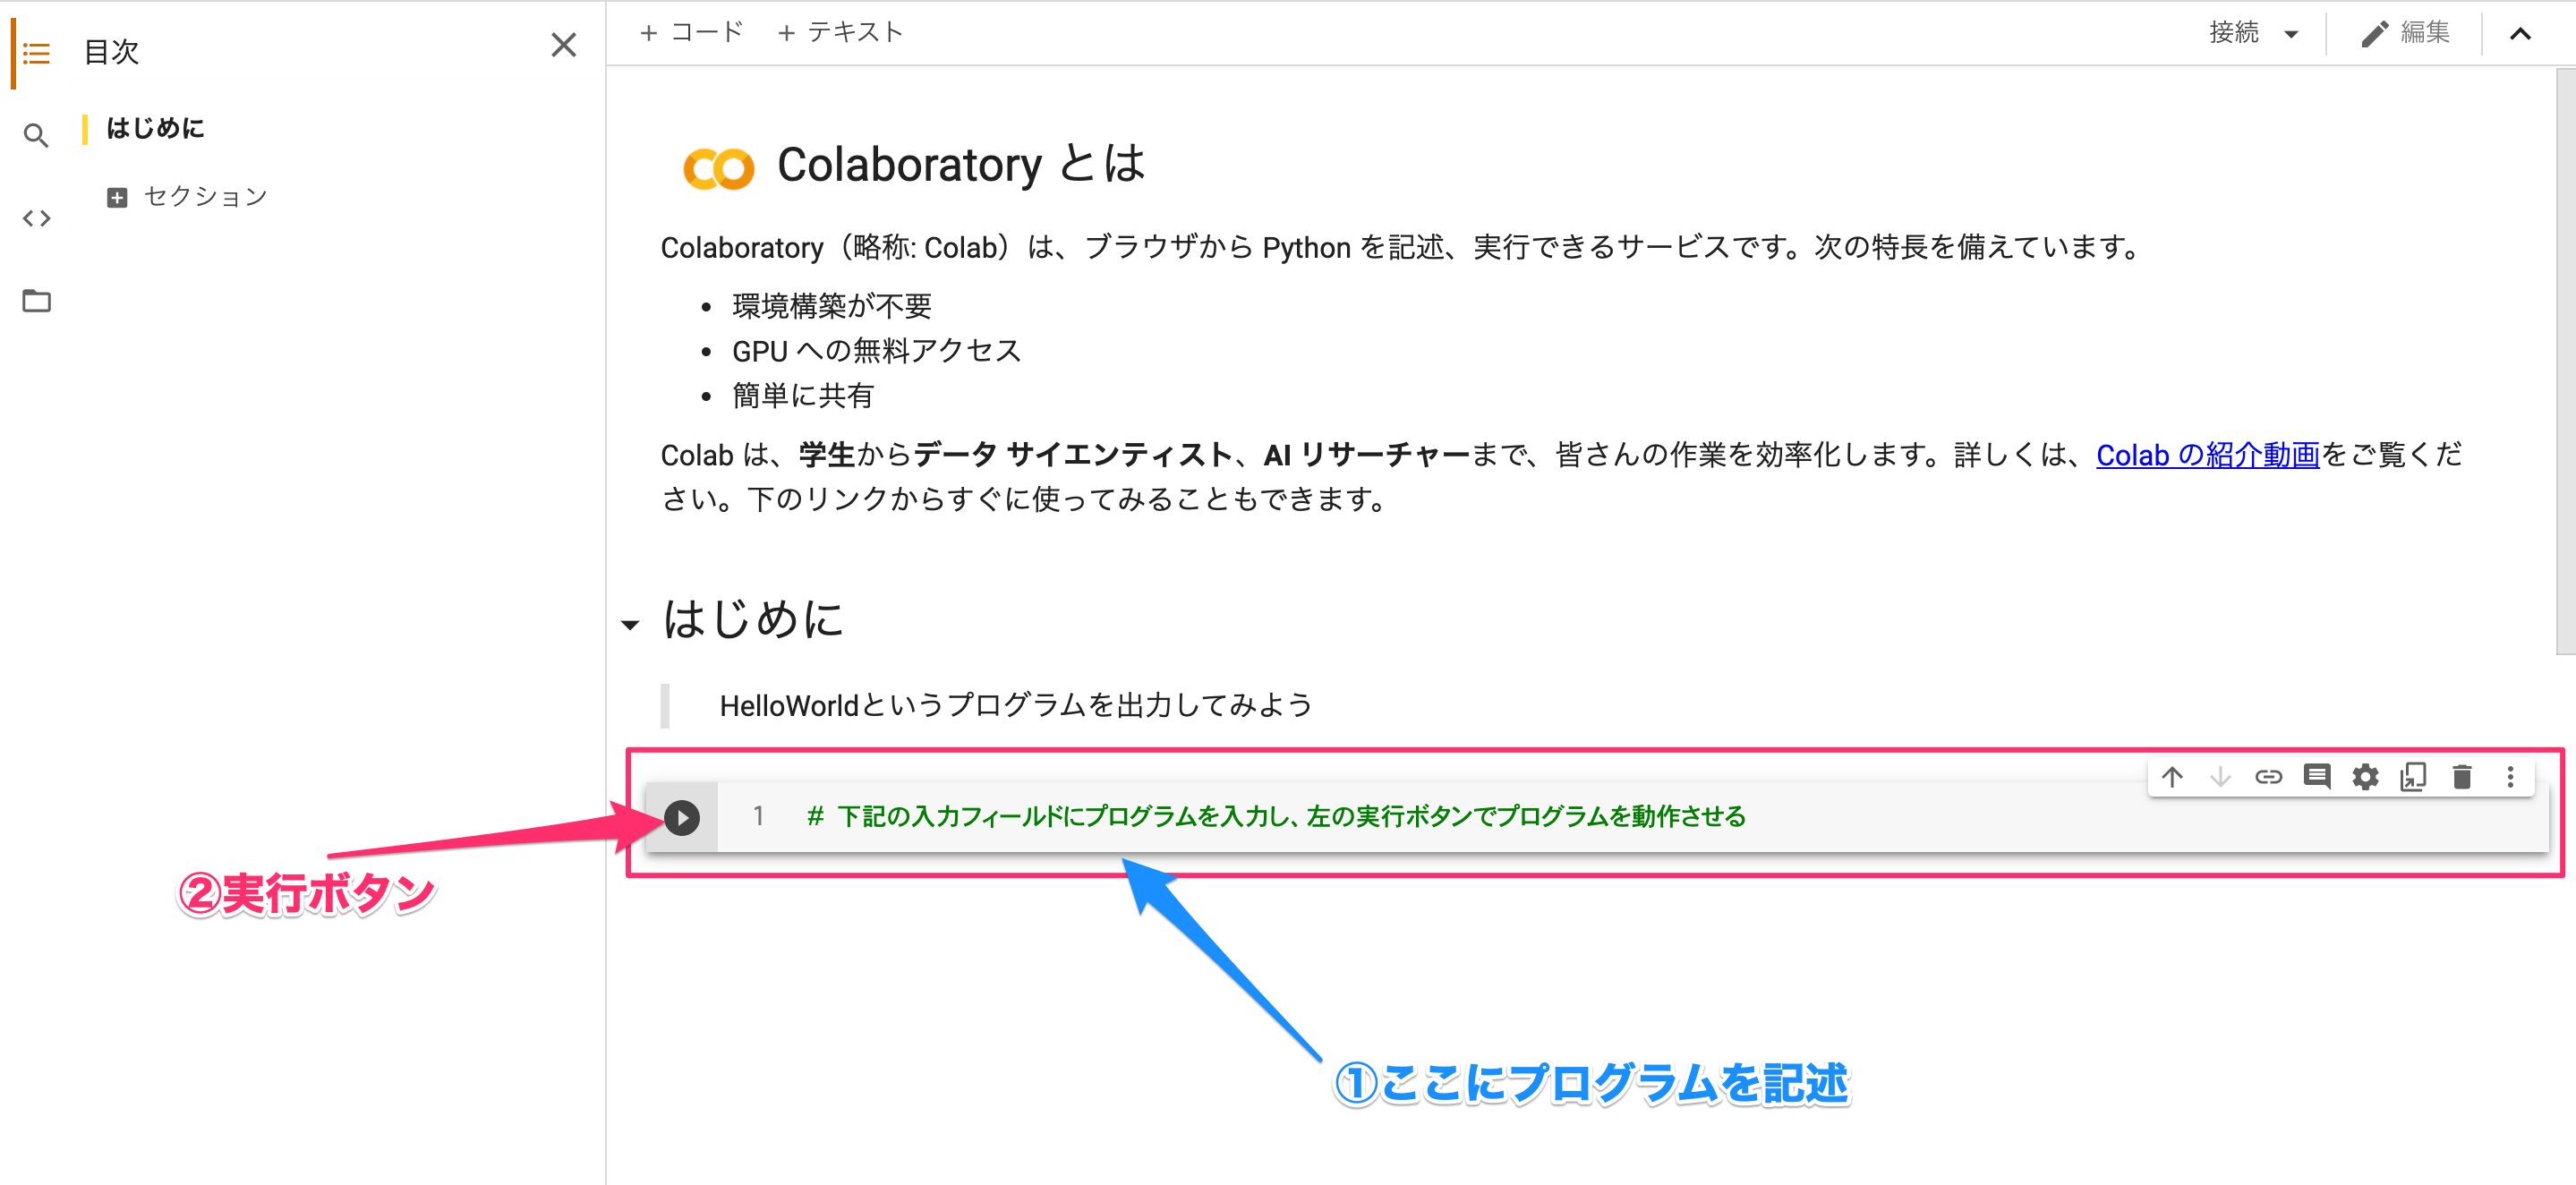 目次
はじめに
セクション
+ コード + テキスト
接続
編集
Colaboratory とは
Colaboratory（略称: Colab）は、ブラウザから Python を記述、実行できるサービスです。次の特長を備えています。
• 環境構築が不要
• GPU への無料アクセス
• 簡単に共有
Colab は、学生からデータ サイエンティスト、AI リサーチャーまで、皆さんの作業を効率化します。詳しくは、Colab の紹介動画をご覧くだ
さい。下のリンクからすぐに使ってみることもできます。
はじめに
HelloWorldというプログラムを出力してみよう
1 # 下記の入力フィールドにプログラムを入力し、左の実行ボタンでプログラムを動作させる
②実行ボタン
①ここにプログラムを記述